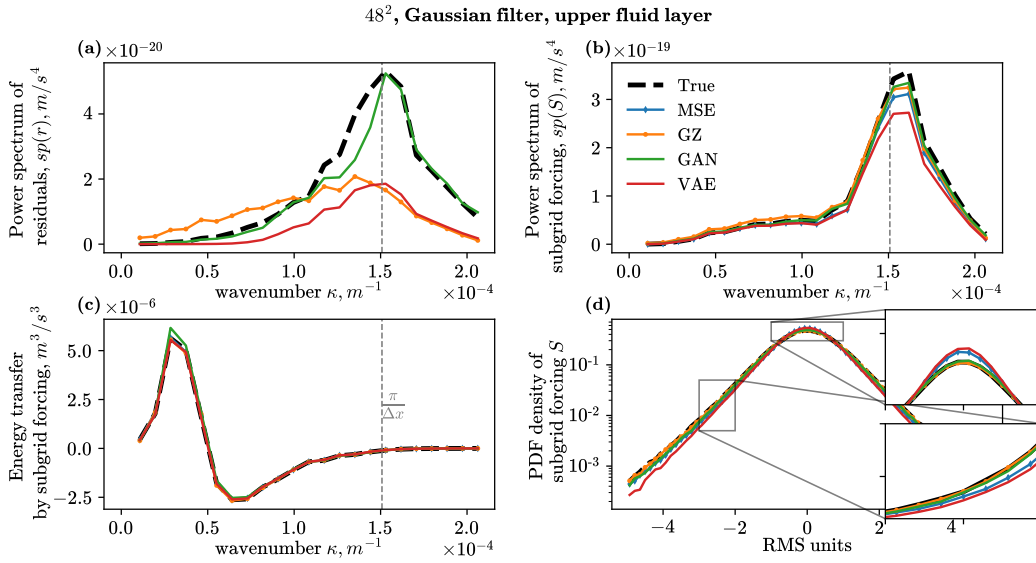 48², Gaussian filter, upper fluid layer
(a)
×10⁻²⁰
Power spectrum of
residuals, sp(r), m/s⁴
4
2
0
0.0 0.5 1.0 1.5 2.0
wavenumber κ, m⁻¹
×10⁻⁴
(b)
×10⁻¹⁹
Power spectrum of
subgrid forcing, sp(S), m/s⁴
3
2
1
0
True
MSE
GZ
GAN
VAE
0.0 0.5 1.0 1.5 2.0
wavenumber κ, m⁻¹
×10⁻⁴
(c)
×10⁻⁶
Energy transfer
by subgrid forcing, m³/s³
5.0
2.5
0.0
−2.5
π
Δx
0.0 0.5 1.0 1.5 2.0
wavenumber κ, m⁻¹
×10⁻⁴
(d)
PDF density of
subgrid forcing S
10⁻¹
10⁻²
10⁻³
−4 −2 0 2 4
RMS units